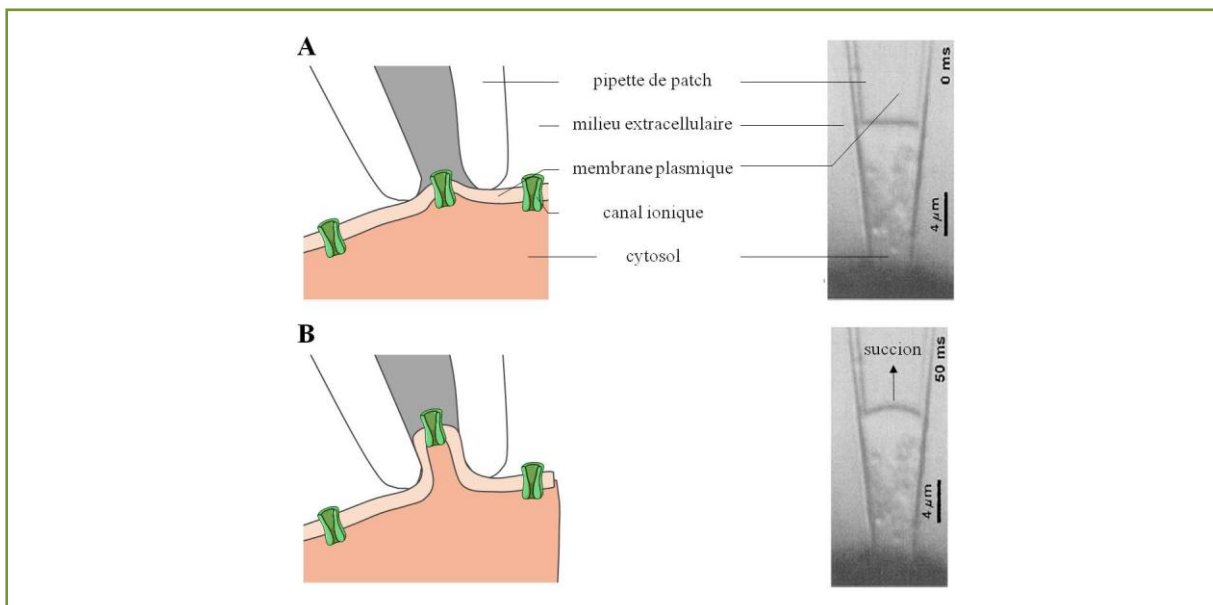 A
pipette de patch
milieu extracellulaire
membrane plasmique
canal ionique
cytosol
0 ms
4 μm
B
succion
50 ms
4 μm